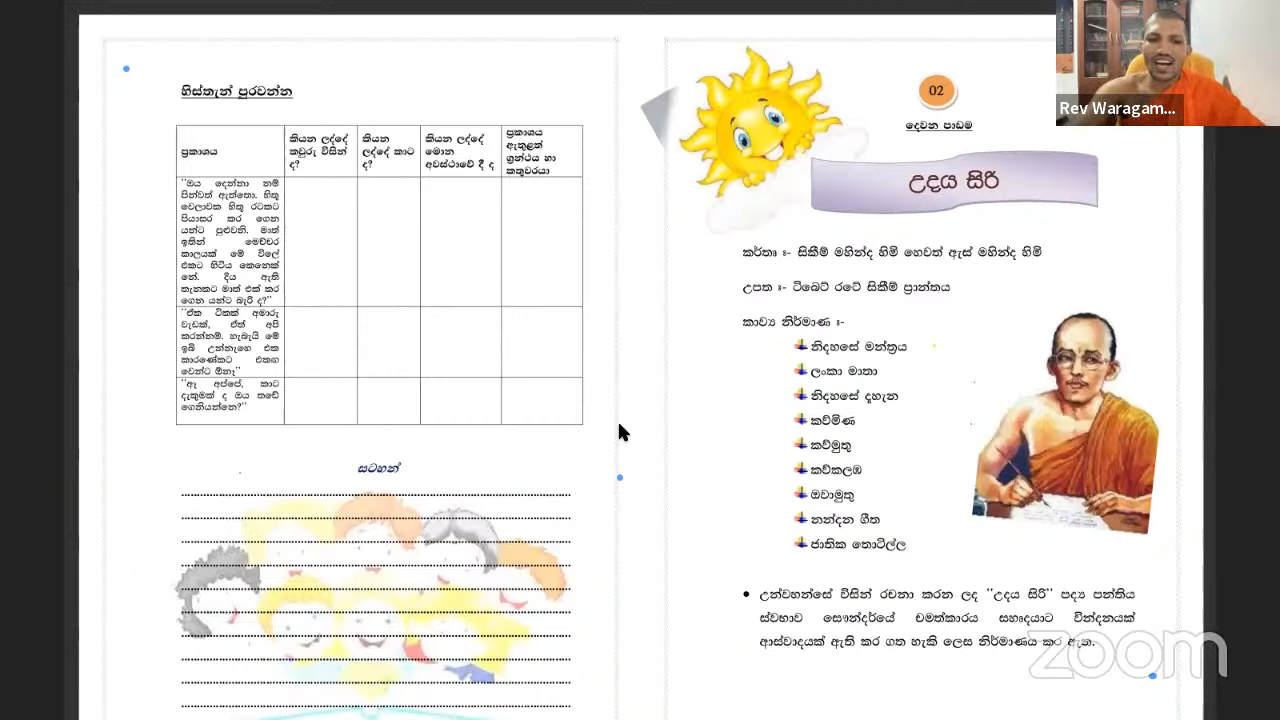 හිස්තැන් පුරවන්න
ප්‍රකාශය
කියන ලද්දේ
කවුරු විසින්
ද?
කියන
ලද්දේ කාට
ද?
කියන ලද්දේ
මොන
අවස්ථාවේ දී ද
ප්‍රකාශය
ඇතුළත්
ග්‍රන්ථය හා
කතුවරයා
"ඔය දෙන්නා නම්
පින්වත් ඇත්තො. හිතූ
වෙලාවක හිතූ රටකට
පියාසර කර ගෙන
යන්ට පුළුවනි. මාත්
ඉතින් මෙච්චර
කාලයක් මේ විලේ
එකට හිටිය කෙනෙක්
නේ. දිය ඇති
තැනකට මාත් එක් කර
ගෙන යන්ට බැරි ද?"
"ඒක ටිකක් අමාරු
වැඩක්, ඒත් අපි
කරන්නම්. හැබැයි මේ
ඉබි උන්නැහෙ එක
කාරණේකට එකඟ
වෙන්ට ඕනෑ"
"ඈ අප්පේ, කාට
දැකුමක් ද ඔය තඩේ
ගෙනියන්නෙ?"
සටහන්
02
දෙවන පාඩම
උදය සිරි
කර්තෘ :- සිකීම් මහින්ද හිමි හෙවත් ඇස් මහින්ද හිමි
උපත :- ටිබෙට් රටේ සිකීම් ප්‍රාන්තය
කාව්‍ය නිර්මාණ :-
නිදහසේ මන්ත්‍රය
ලංකා මාතා
නිදහසේ දැහැන
කව්මිණ
කව්මුතු
කව්කලඹ
ඔවාමුතු
නන්දන ගීත
ජාතික තොටිල්ල
• උන්වහන්සේ විසින් රචනා කරන ලද "උදය සිරි" පද්‍ය පන්තිය
ස්වභාව සෞන්දර්යේ චමත්කාරය සහෘදයාට වින්දනයක්
ආස්වාදයක් ඇති කර ගත හැකි ලෙස නිර්මාණය කර ඇත.
Rev Waragam...
zoom